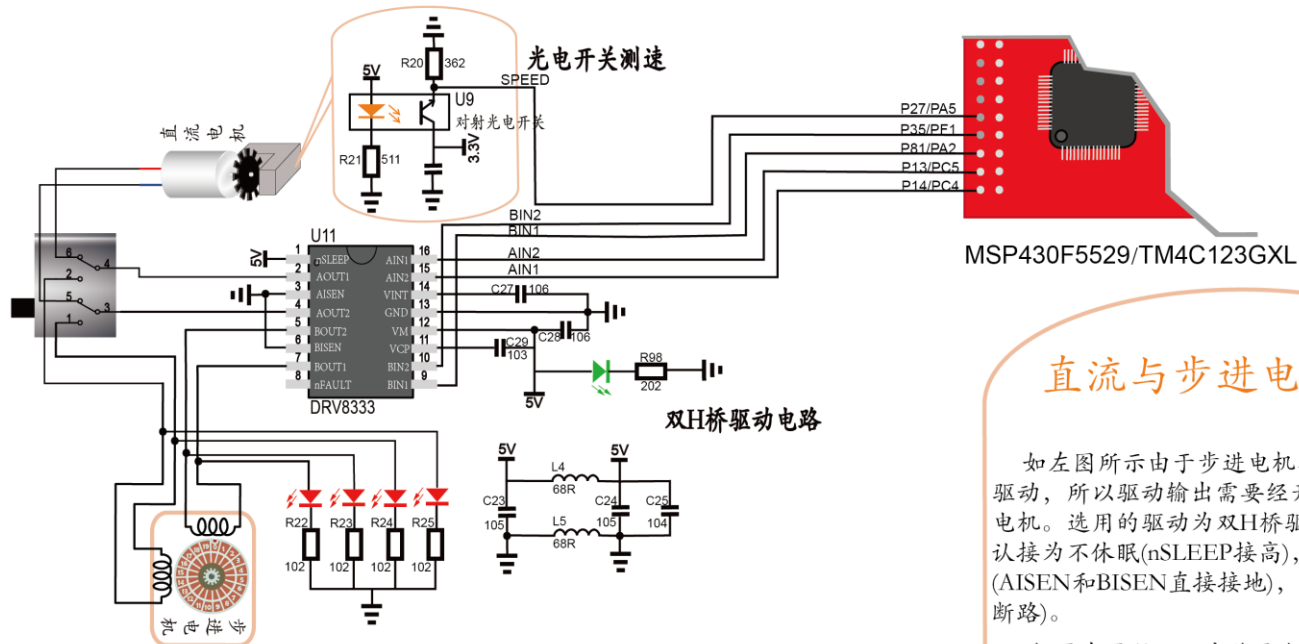 光电开关测速
5V
R20
362
SPEED
U9
对射光电开关
3.3V
R21
511
直流电机
P27/PA5
P35/PF1
P81/PA2
P13/PC5
P14/PC4
MSP430F5529/TM4C123GXL
BIN2
BIN1
AIN2
AIN1
6
4
2
5
3
1
U11
5V
1 nSLEEP AIN1 16
2 AOUT1 AIN2 15
3 AISEN VINT 14
4 AOUT2 GND 13
5 BOUT2 VM 12
6 BISEN VCP 11
7 BOUT1 BIN2 10
8 nFAULT BIN1 9
DRV8333
C27 106
C28 106
C29
103
5V
R98
202
双H桥驱动电路
R22 R23 R24 R25
102 102 102 102
5V 5V
L4
68R
C23
105
C24
105
C25
104
L5
68R
步进电机
直流与步进电
如左图所示由于步进电机
驱动，所以驱动输出需要经
电机。选用的驱动为双H桥驱
认接为不休眠(nSLEEP接高)，
(AISEN和BISEN直接接地)，
断路)。